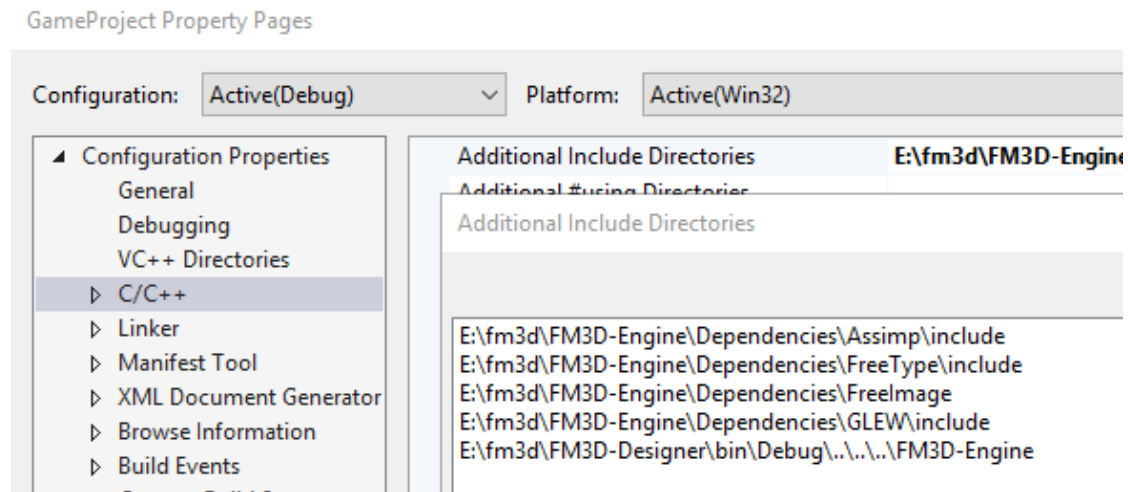 GameProject Property Pages
Configuration: Active(Debug) Platform: Active(Win32)
Configuration Properties
General
Debugging
VC++ Directories
C/C++
Linker
Manifest Tool
XML Document Generator
Browse Information
Build Events
Additional Include Directories E:\fm3d\FM3D-Engine
Additional #using Directories
Additional Include Directories
E:\fm3d\FM3D-Engine\Dependencies\Assimp\include
E:\fm3d\FM3D-Engine\Dependencies\FreeType\include
E:\fm3d\FM3D-Engine\Dependencies\FreeImage
E:\fm3d\FM3D-Engine\Dependencies\GLEW\include
E:\fm3d\FM3D-Designer\bin\Debug\..\..\..\FM3D-Engine